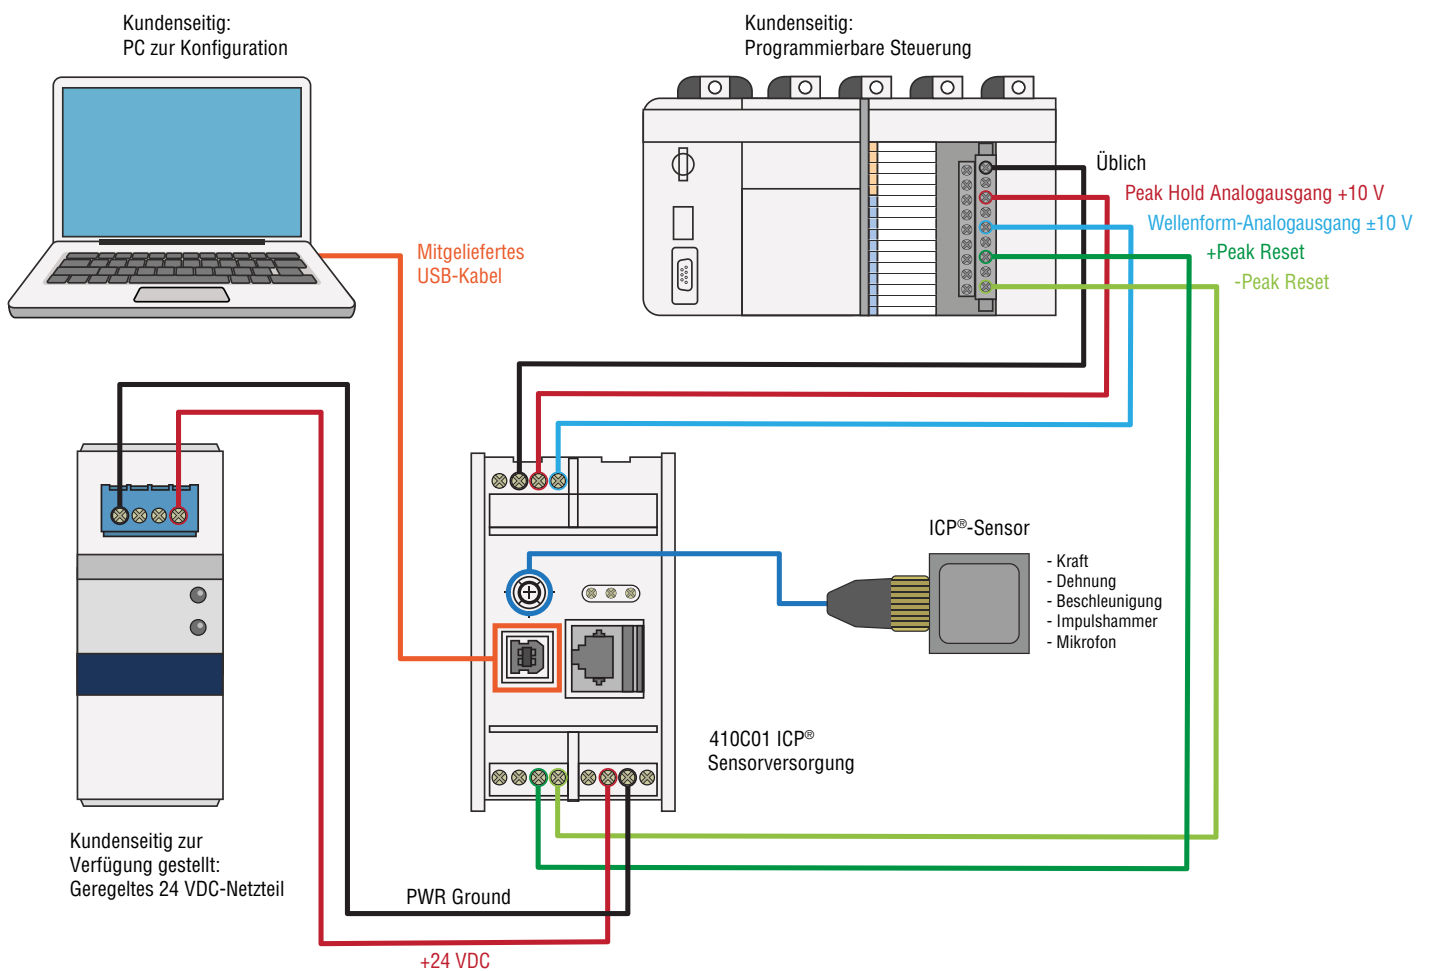 Kundenseitig:
PC zur Konfiguration
Kundenseitig:
Programmierbare Steuerung
Üblich
Peak Hold Analogausgang +10 V
Wellenform-Analogausgang ±10 V
+Peak Reset
-Peak Reset
Mitgeliefertes
USB-Kabel
ICP®-Sensor
- Kraft
- Dehnung
- Beschleunigung
- Impulshammer
- Mikrofon
410C01 ICP®
Sensorversorgung
Kundenseitig zur
Verfügung gestellt:
Geregeltes 24 VDC-Netzteil
PWR Ground
+24 VDC